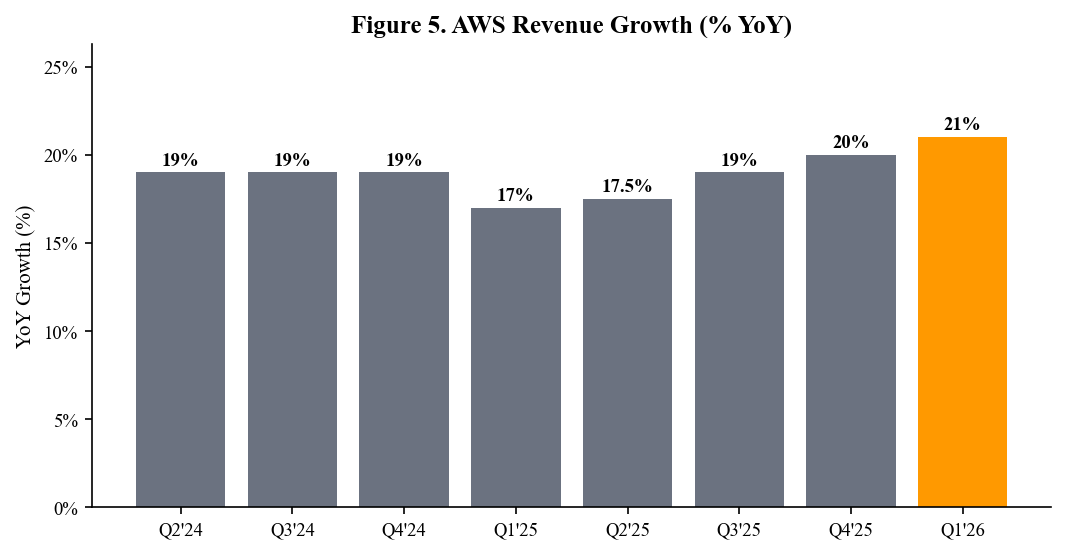 Figure 5. AWS Revenue Growth (% YoY)
YoY Growth (%)
25%
20%
15%
10%
5%
0%
19%
19%
19%
17%
17.5%
19%
20%
21%
Q2'24
Q3'24
Q4'24
Q1'25
Q2'25
Q3'25
Q4'25
Q1'26